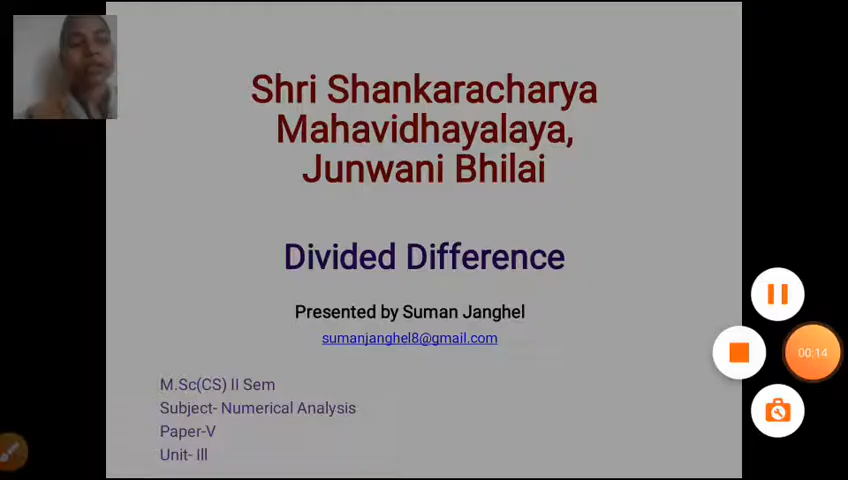 Shri Shankaracharya
Mahavidhayalaya,
Junwani Bhilai
Divided Difference
Presented by Suman Janghel
sumanjanghel8@gmail.com
00:14
M.Sc(CS) II Sem
Subject- Numerical Analysis
Paper-V
Unit- III